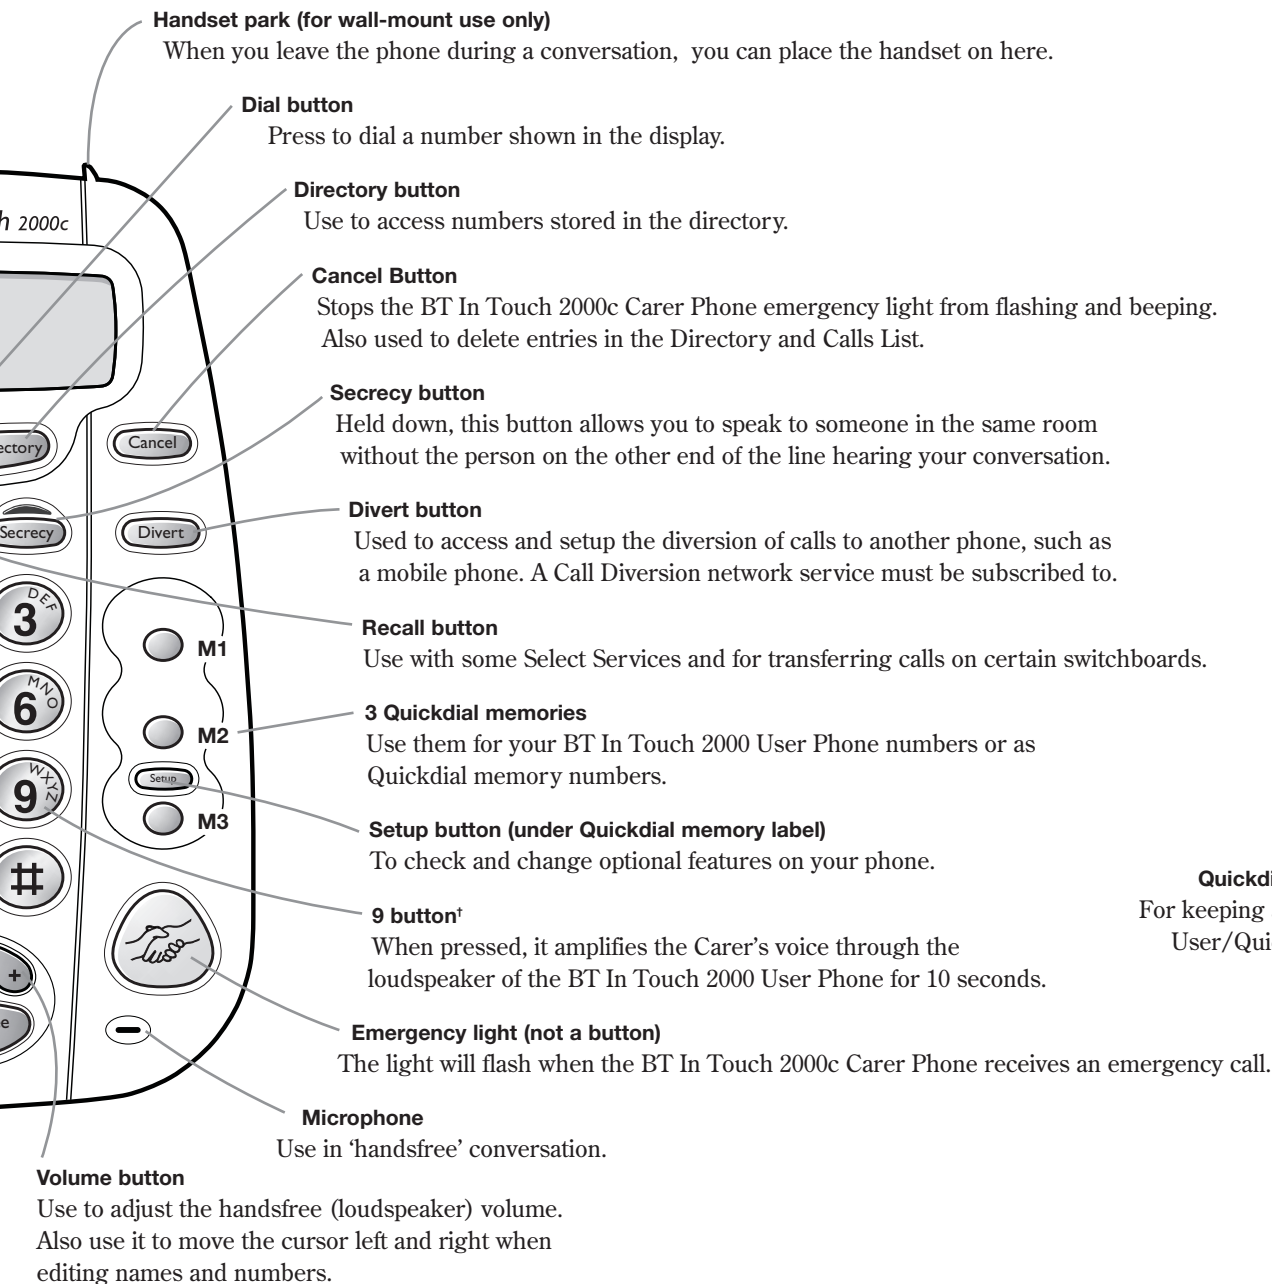 Handset park (for wall-mount use only)
When you leave the phone during a conversation, you can place the handset on here.
Dial button
Press to dial a number shown in the display.
Directory button
Use to access numbers stored in the directory.
2000c
Cancel Button
Stops the BT In Touch 2000c Carer Phone emergency light from flashing and beeping.
Also used to delete entries in the Directory and Calls List.
Secrecy button
Held down, this button allows you to speak to someone in the same room
without the person on the other end of the line hearing your conversation.
ectory
Cancel
Divert button
Used to access and setup the diversion of calls to another phone, such as
a mobile phone. A Call Diversion network service must be subscribed to.
Secrecy
Divert
Recall button
Use with some Select Services and for transferring calls on certain switchboards.
3 DEF
M1
3 Quickdial memories
Use them for your BT In Touch 2000 User Phone numbers or as
Quickdial memory numbers.
6 MNO
M2
Setup
9 WXYZ
M3
Setup button (under Quickdial memory label)
To check and change optional features on your phone.
#
Quickdi
For keeping
User/Qui
9 button†
When pressed, it amplifies the Carer's voice through the
loudspeaker of the BT In Touch 2000 User Phone for 10 seconds.
+
e
Emergency light (not a button)
The light will flash when the BT In Touch 2000c Carer Phone receives an emergency call.
Microphone
Use in ‘handsfree’ conversation.
Volume button
Use to adjust the handsfree (loudspeaker) volume.
Also use it to move the cursor left and right when
editing names and numbers.